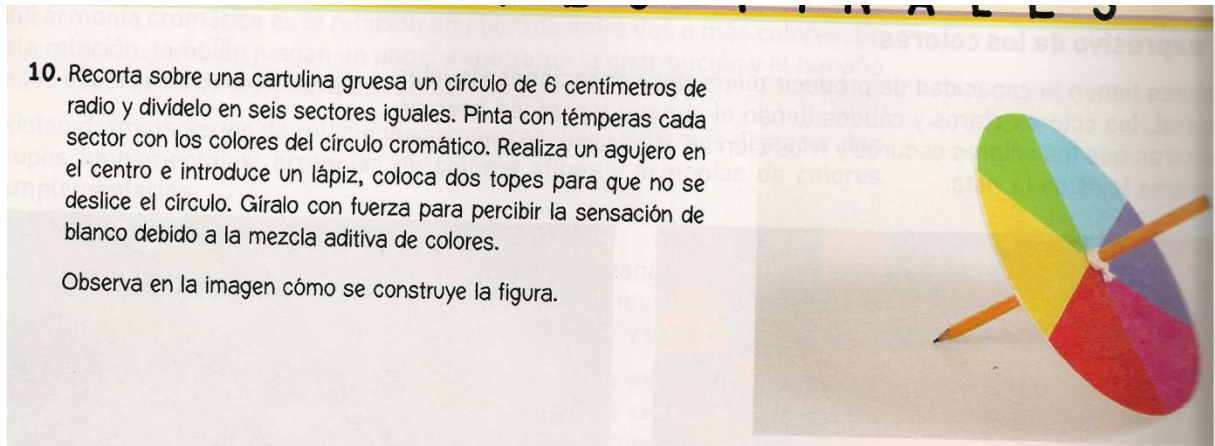 10. Recorta sobre una cartulina gruesa un círculo de 6 centímetros de
radio y divídelo en seis sectores iguales. Pinta con témperas cada
sector con los colores del círculo cromático. Realiza un agujero en
el centro e introduce un lápiz, coloca dos topes para que no se
deslice el círculo. Gíralo con fuerza para percibir la sensación de
blanco debido a la mezcla aditiva de colores.
Observa en la imagen cómo se construye la figura.